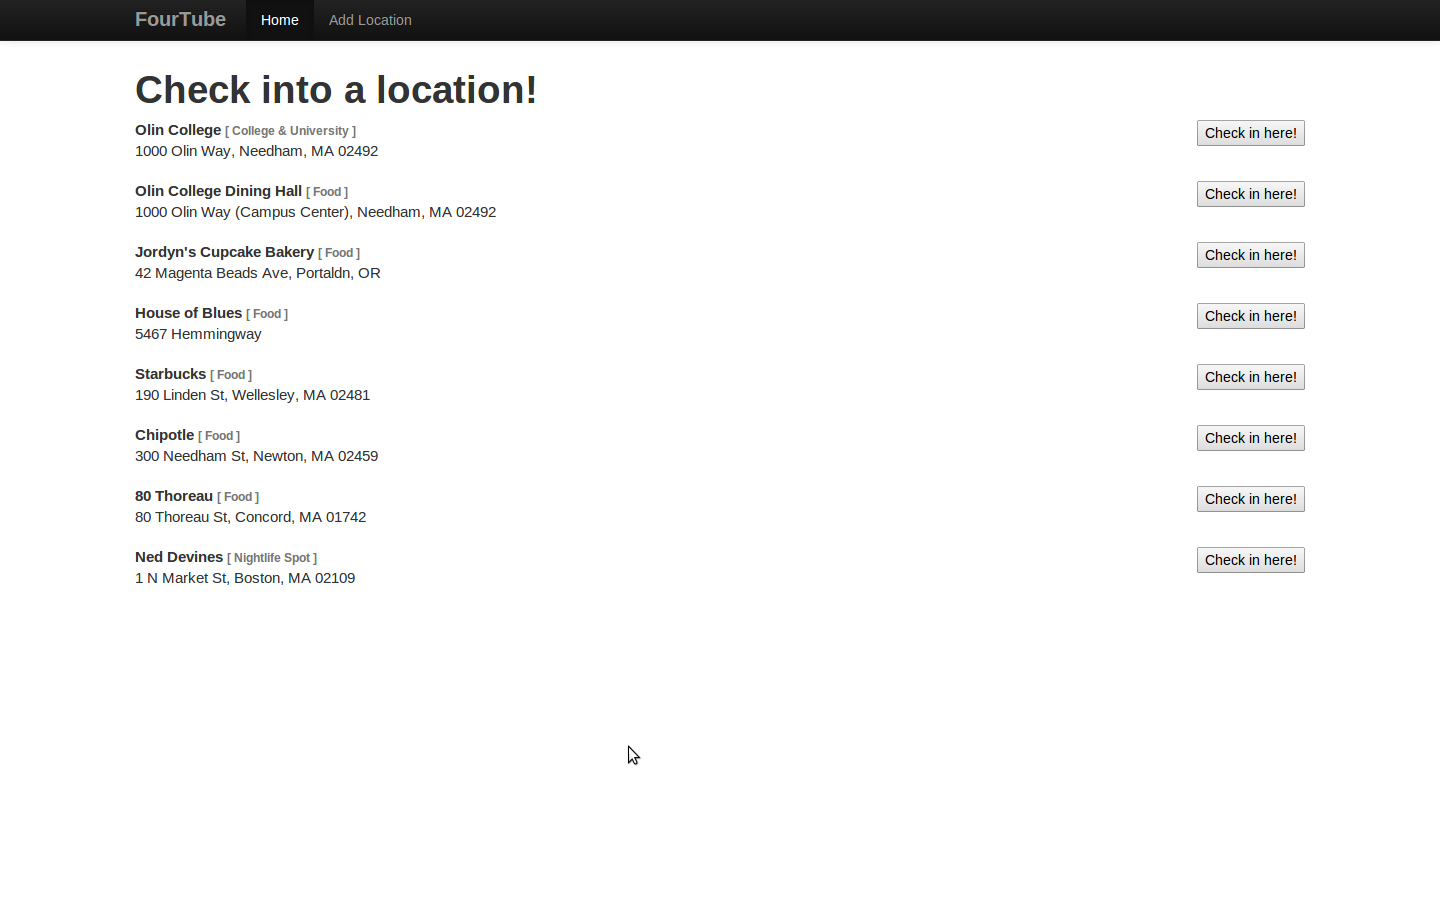 FourTube Home Add Location
Check into a location!
Olin College [ College & University ] Check in here!
1000 Olin Way, Needham, MA 02492
Olin College Dining Hall [ Food ] Check in here!
1000 Olin Way (Campus Center), Needham, MA 02492
Jordyn's Cupcake Bakery [ Food ] Check in here!
42 Magenta Beads Ave, Portaldn, OR
House of Blues [ Food ] Check in here!
5467 Hemmingway
Starbucks [ Food ] Check in here!
190 Linden St, Wellesley, MA 02481
Chipotle [ Food ] Check in here!
300 Needham St, Newton, MA 02459
80 Thoreau [ Food ] Check in here!
80 Thoreau St, Concord, MA 01742
Ned Devines [ Nightlife Spot ] Check in here!
1 N Market St, Boston, MA 02109